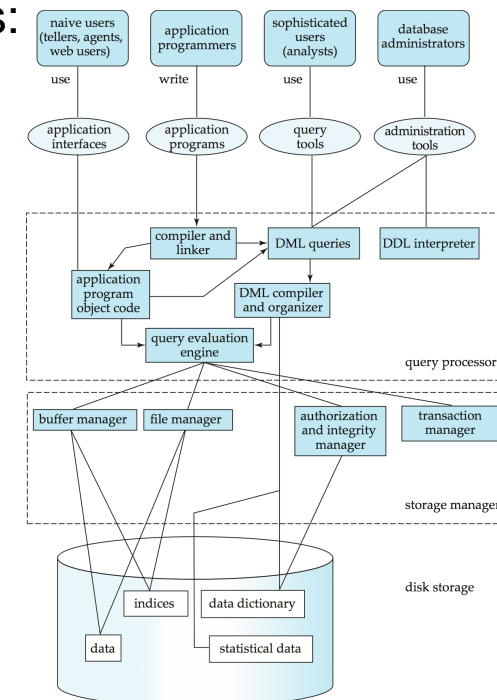 s:
naive users
(tellers, agents,
web users)
application
programmers
sophisticated
users
(analysts)
database
administrators
use
write
use
use
application
interfaces
application
programs
query
tools
administration
tools
compiler and
linker
DML queries
DDL interpreter
application
program
object code
DML compiler
and organizer
query evaluation
engine
query processor
buffer manager
file manager
authorization
and integrity
manager
transaction
manager
storage manager
disk storage
indices
data dictionary
data
statistical data